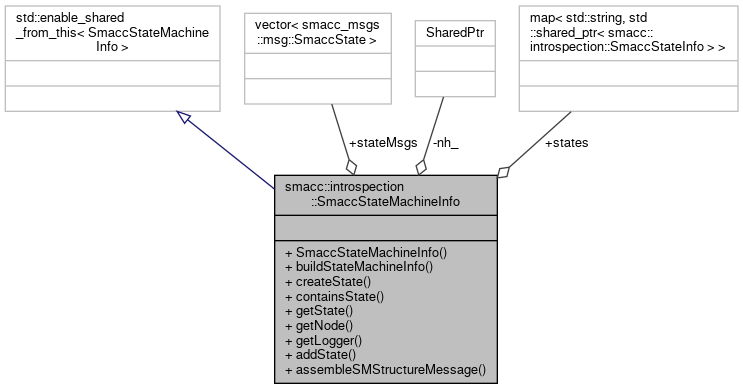 std::enable_shared
_from_this< SmaccStateMachine
Info >
vector< smacc_msgs
::msg::SmaccState >
SharedPtr
map< std::string, std
::shared_ptr< smacc::
introspection::SmaccStateInfo > >
+stateMsgs
-nh_
+states
smacc::introspection
::SmaccStateMachineInfo
+ SmaccStateMachineInfo()
+ buildStateMachineInfo()
+ createState()
+ containsState()
+ getState()
+ getNode()
+ getLogger()
+ addState()
+ assembleSMStructureMessage()